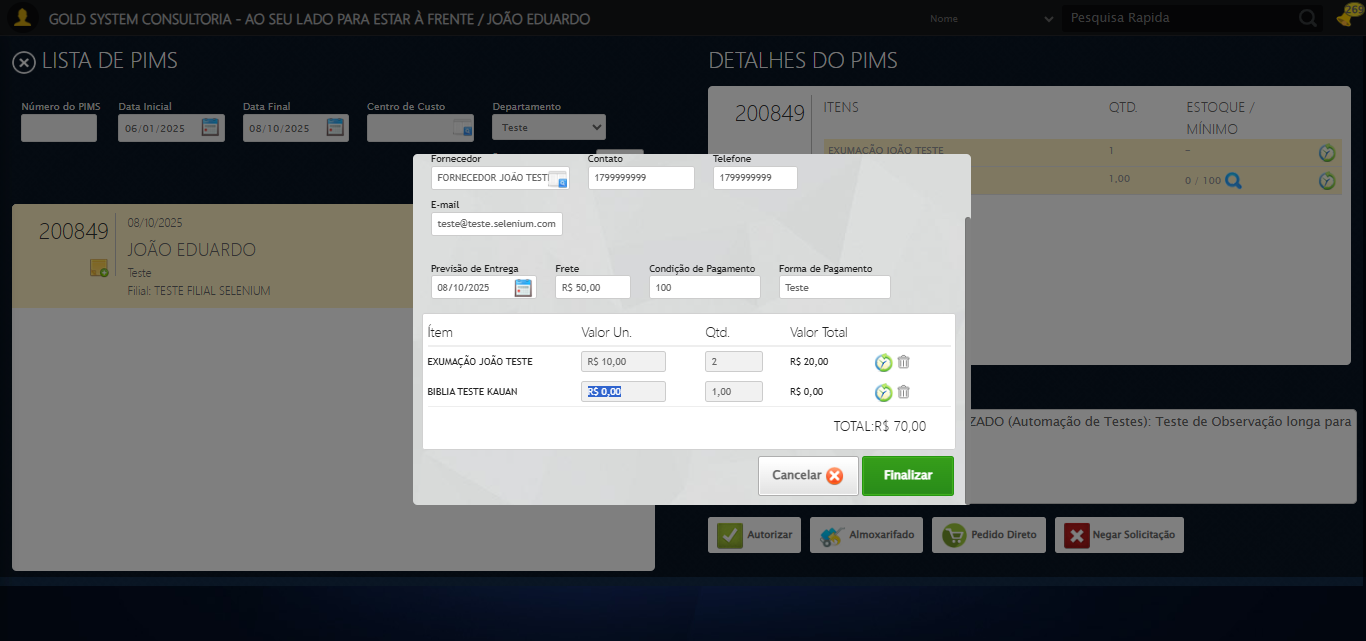 GOLD SYSTEM CONSULTORIA - AO SEU LADO PARA ESTAR À FRENTE / JOÃO EDUARDO
Nome
Pesquisa Rapida
269
LISTA DE PIMS
DETALHES DO PIMS
Número do PIMS
Data Inicial
Data Final
Centro de Custo
Departamento
06/01/2025
08/10/2025
Teste
200849
ITENS
QTD.
ESTOQUE /
MÍNIMO
EXUMAÇÃO JOÃO TESTE
1
-
1,00
0 / 100
200849
08/10/2025
JOÃO EDUARDO
Teste
Filial: TESTE FILIAL SELENIUM
Fornecedor
Contato
Telefone
FORNECEDOR JOÃO TEST
1799999999
1799999999
E-mail
teste@teste.selenium.com
Previsão de Entrega
Frete
Condição de Pagamento
Forma de Pagamento
08/10/2025
R$ 50,00
100
Teste
Ítem
Valor Un.
Qtd.
Valor Total
EXUMAÇÃO JOÃO TESTE
R$ 10,00
2
R$ 20,00
BIBLIA TESTE KAUAN
R$ 0,00
1,00
R$ 0,00
TOTAL:R$ 70,00
Cancelar
Finalizar
ZADO (Automação de Testes): Teste de Observação longa para
Autorizar
Almoxarifado
Pedido Direto
Negar Solicitação